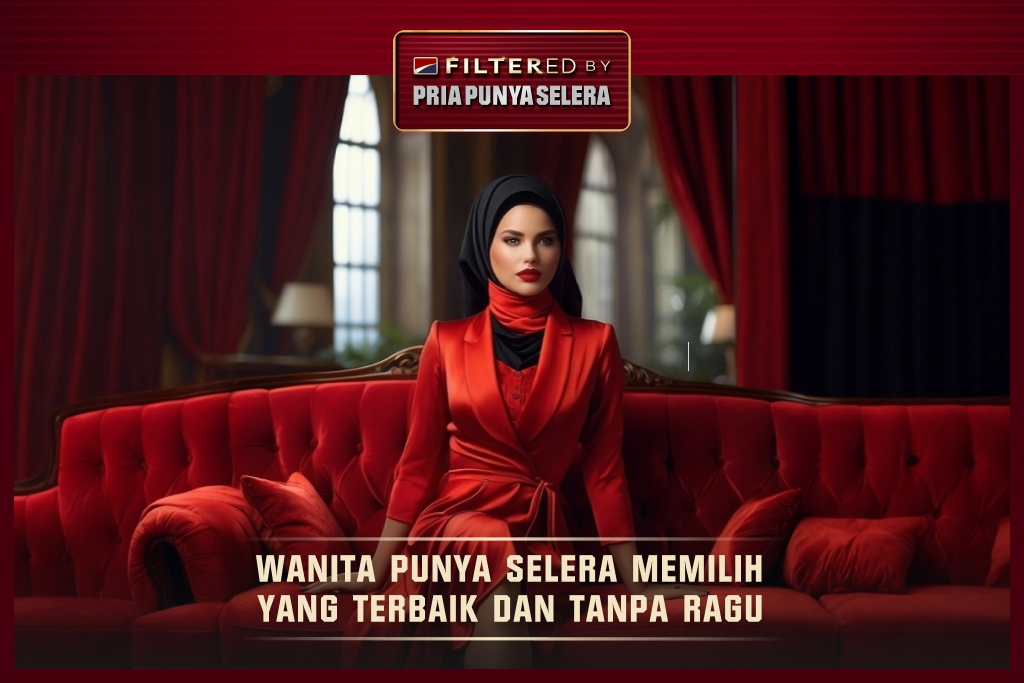 FILTERED BY
PRIA PUNYA SELERA
WANITA PUNYA SELERA MEMILIH
YANG TERBAIK DAN TANPA RAGU